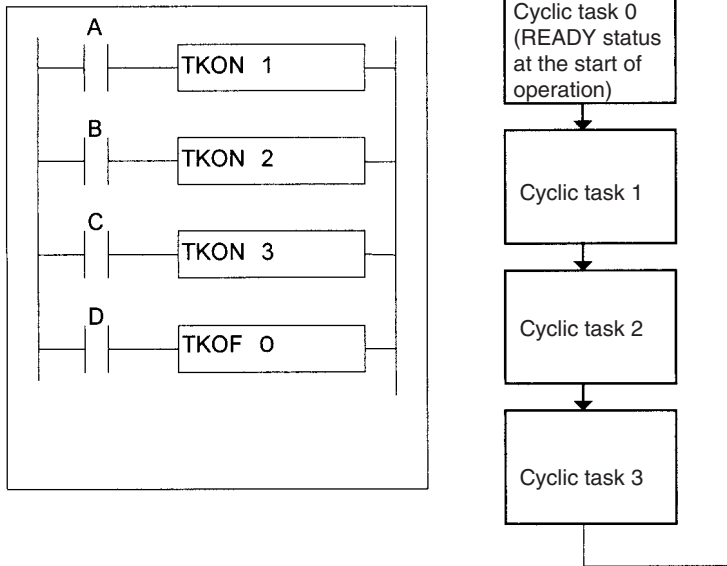 A
TKON 1
B
TKON 2
C
TKON 3
D
TKOF 0
Cyclic task 0
(READY status
at the start of
operation)
Cyclic task 1
Cyclic task 2
Cyclic task 3